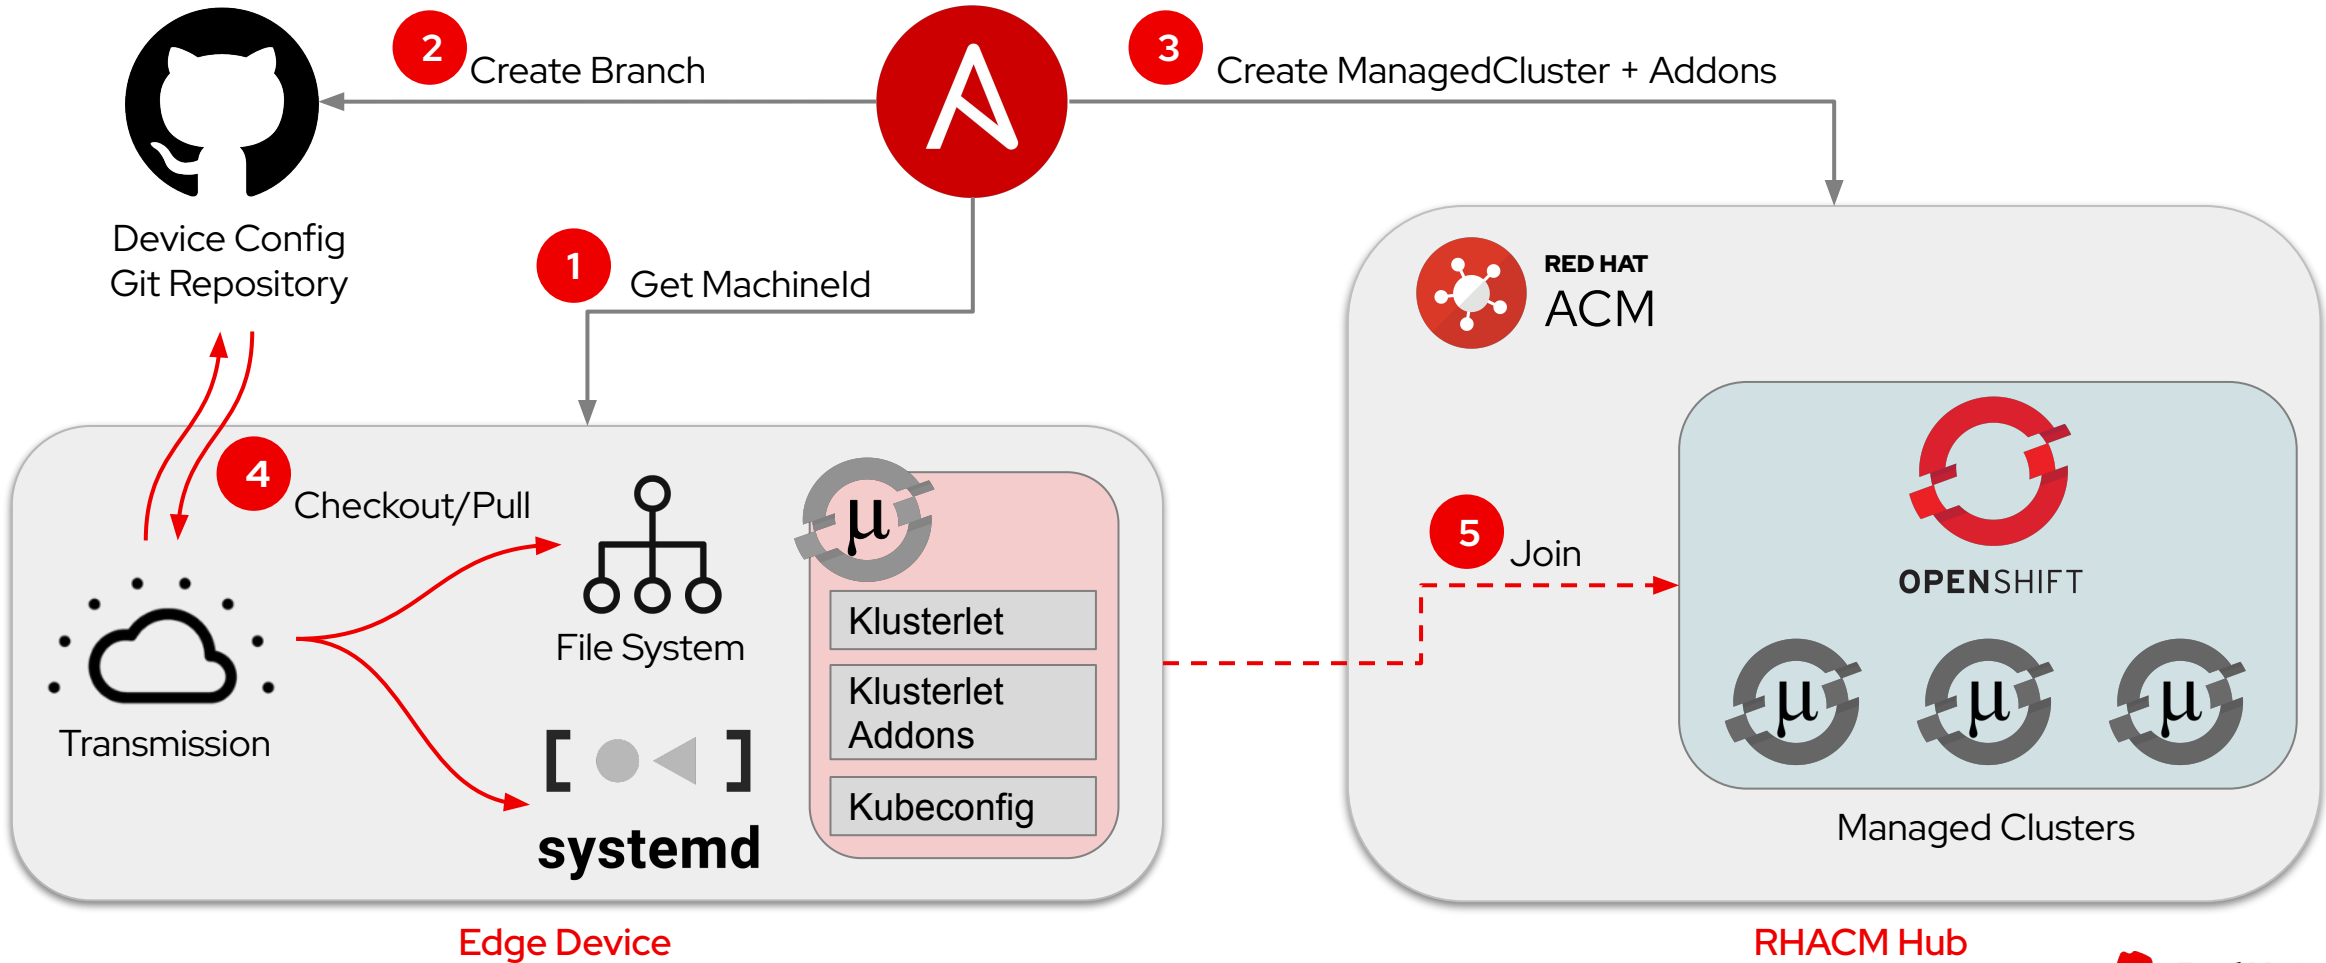 2
Create Branch
3
Create ManagedCluster + Addons
Device Config
Git Repository
1
Get MachineId
RED HAT
ACM
4
Checkout/Pull
μ
5
Join
OPENSHIFT
Klusterlet
File System
Klusterlet
Addons
μ
μ
μ
Transmission
Kubeconfig
systemd
Managed Clusters
Edge Device
RHACM Hub